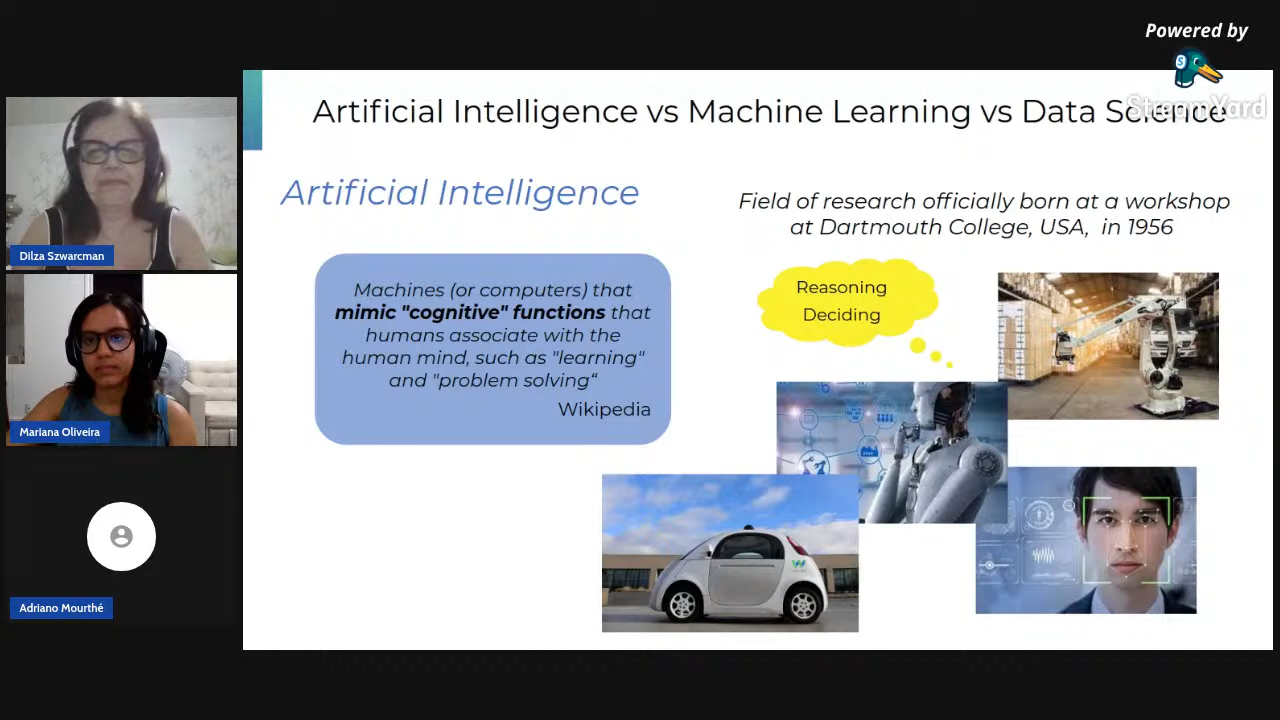 Powered by
StreamYard
Artificial Intelligence vs Machine Learning vs Data Science
Artificial Intelligence
Field of research officially born at a workshop
at Dartmouth College, USA,  in 1956
Machines (or computers) that
mimic "cognitive" functions that
humans associate with the
human mind, such as "learning"
and "problem solving“
Wikipedia
Reasoning
Deciding
Dilza Szwarcman
Mariana Oliveira
Adriano Mourthé